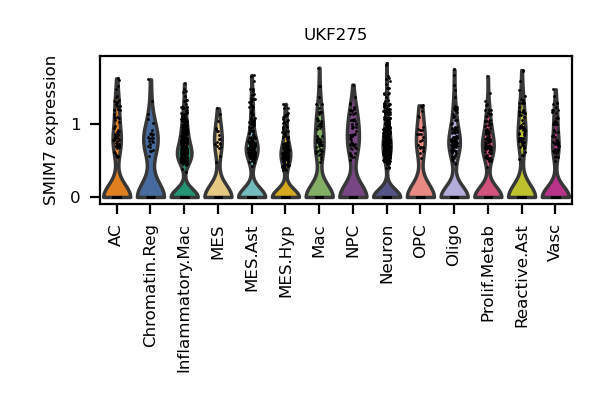 UKF275
SMIM7 expression
1
0
AC
Chromatin.Reg
Inflammatory.Mac
MES
MES.Ast
MES.Hyp
Mac
NPC
Neuron
OPC
Oligo
Prolif.Metab
Reactive.Ast
Vasc